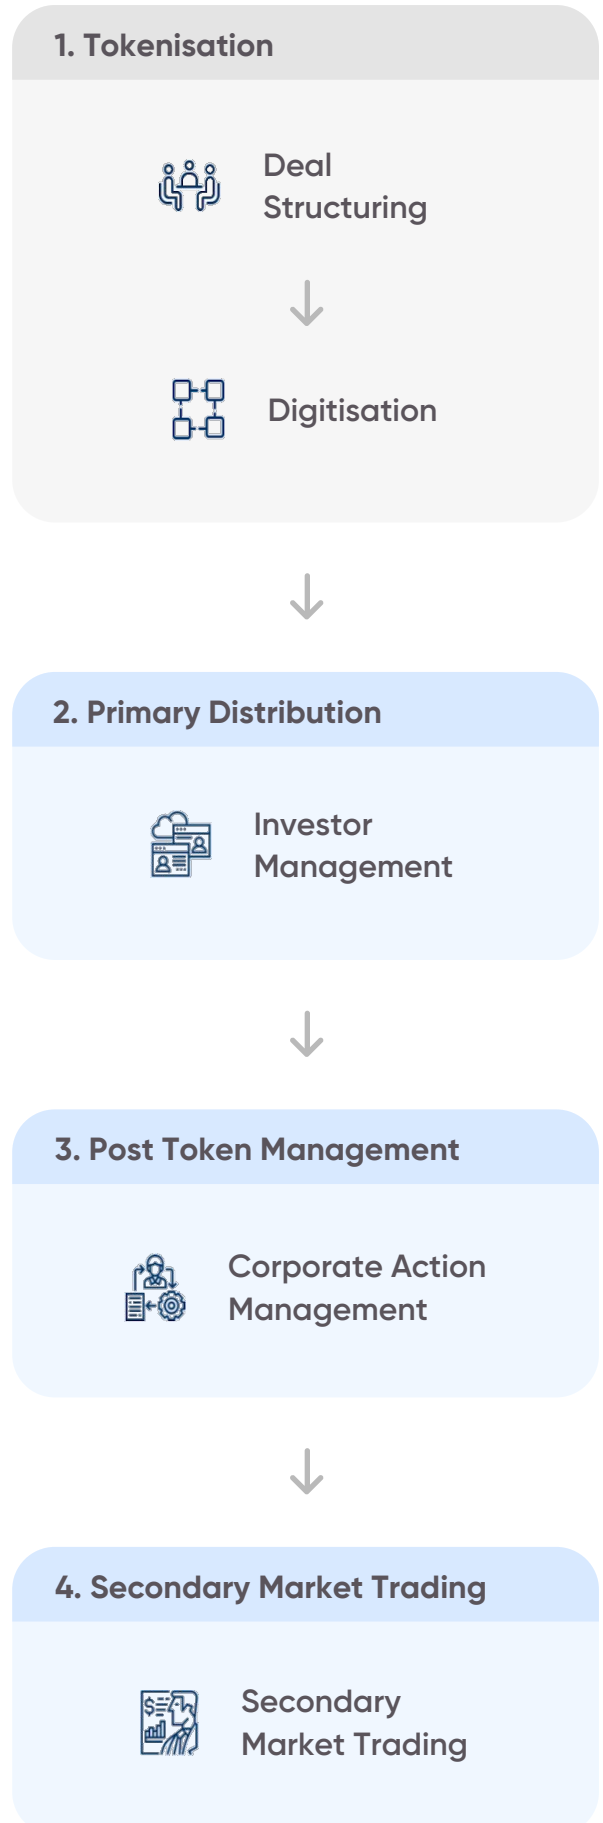 1. Tokenisation
Deal
Structuring
Digitisation
2. Primary Distribution
Investor
Management
3. Post Token Management
Corporate Action
Management
4. Secondary Market Trading
Secondary
Market Trading